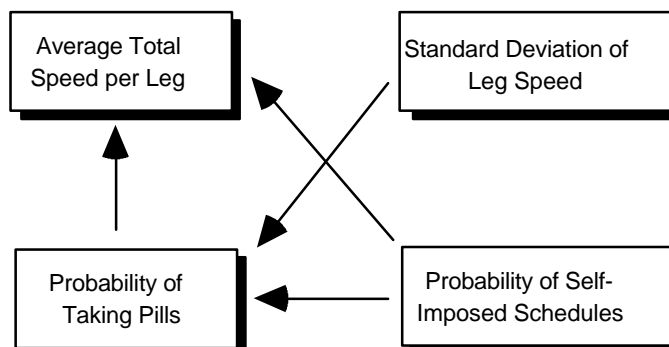 Average Total
Speed per Leg
Standard Deviation of
Leg Speed
Probability of
Taking Pills
Probability of Self-
Imposed Schedules